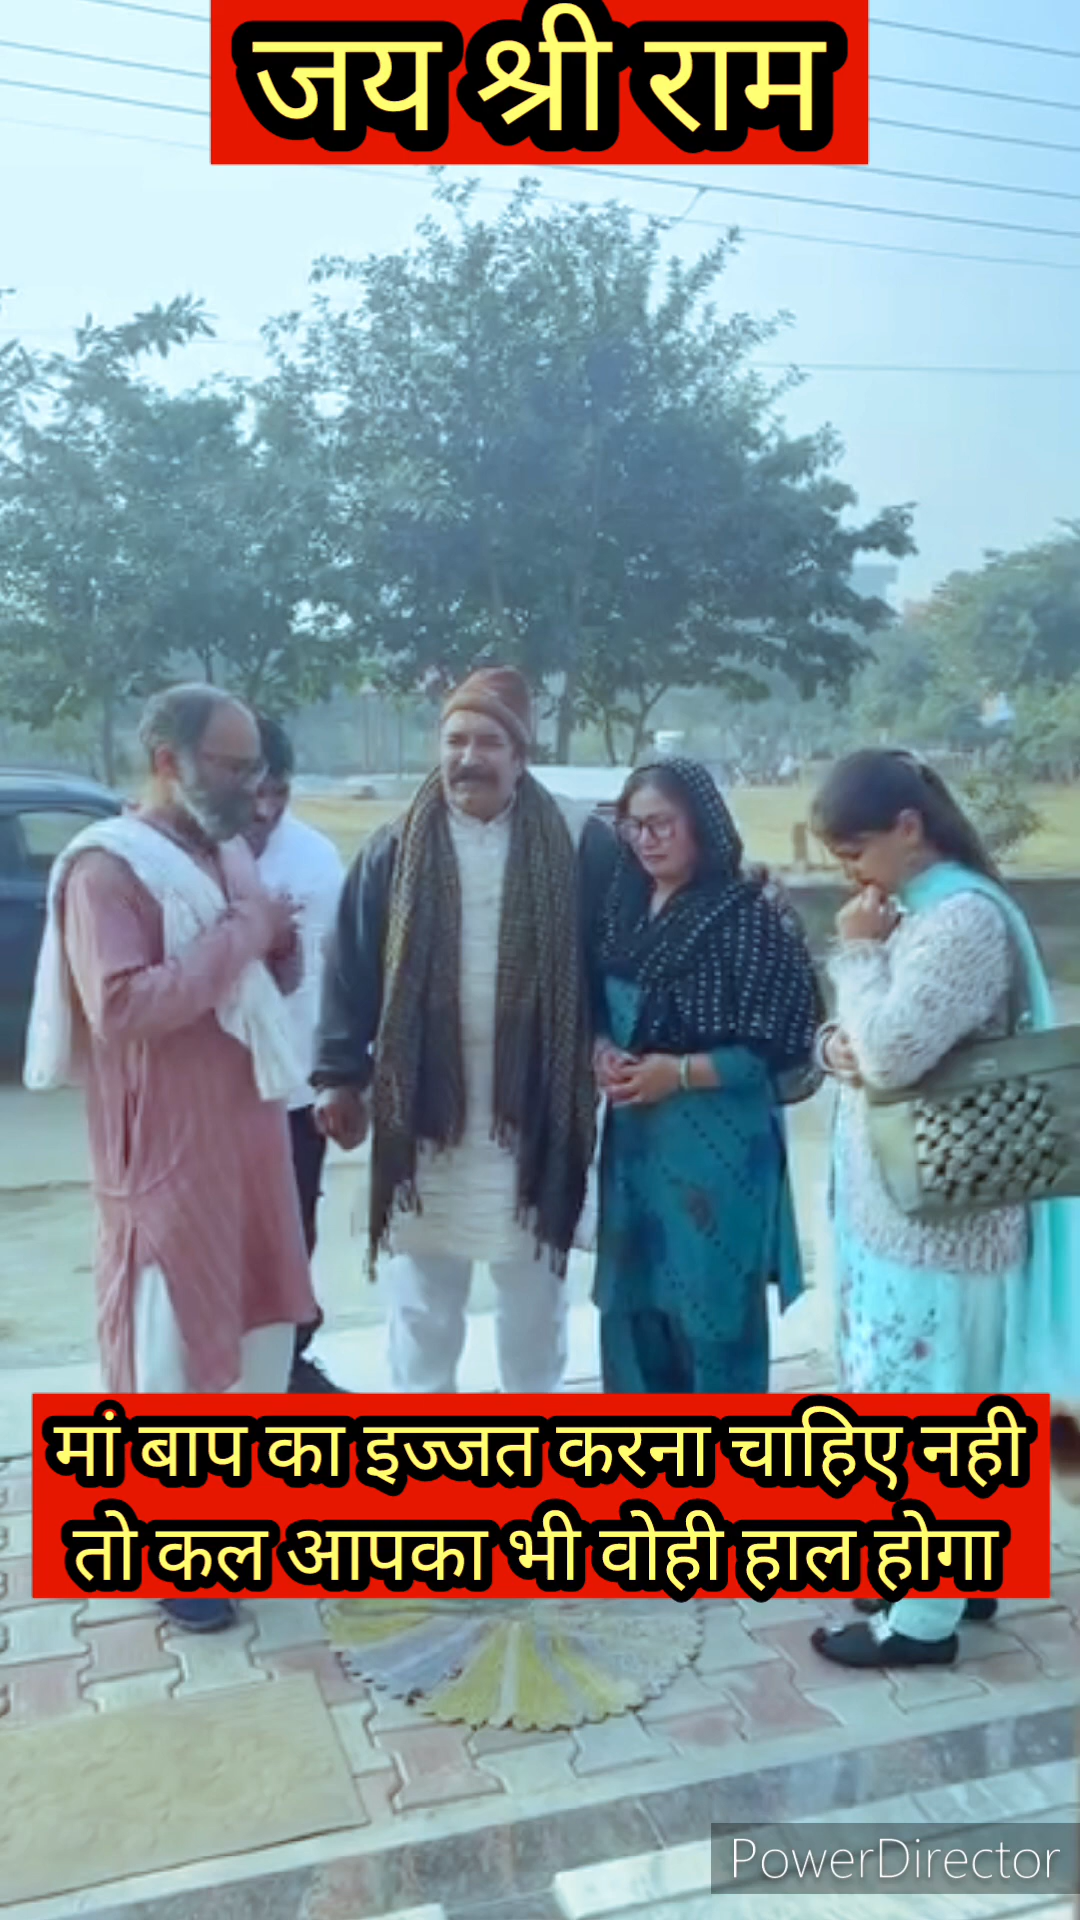 जय श्री राम
मां बाप का इज्जत करना चाहिए नही
तो कल आपका भी वोही हाल होगा
PowerDirector